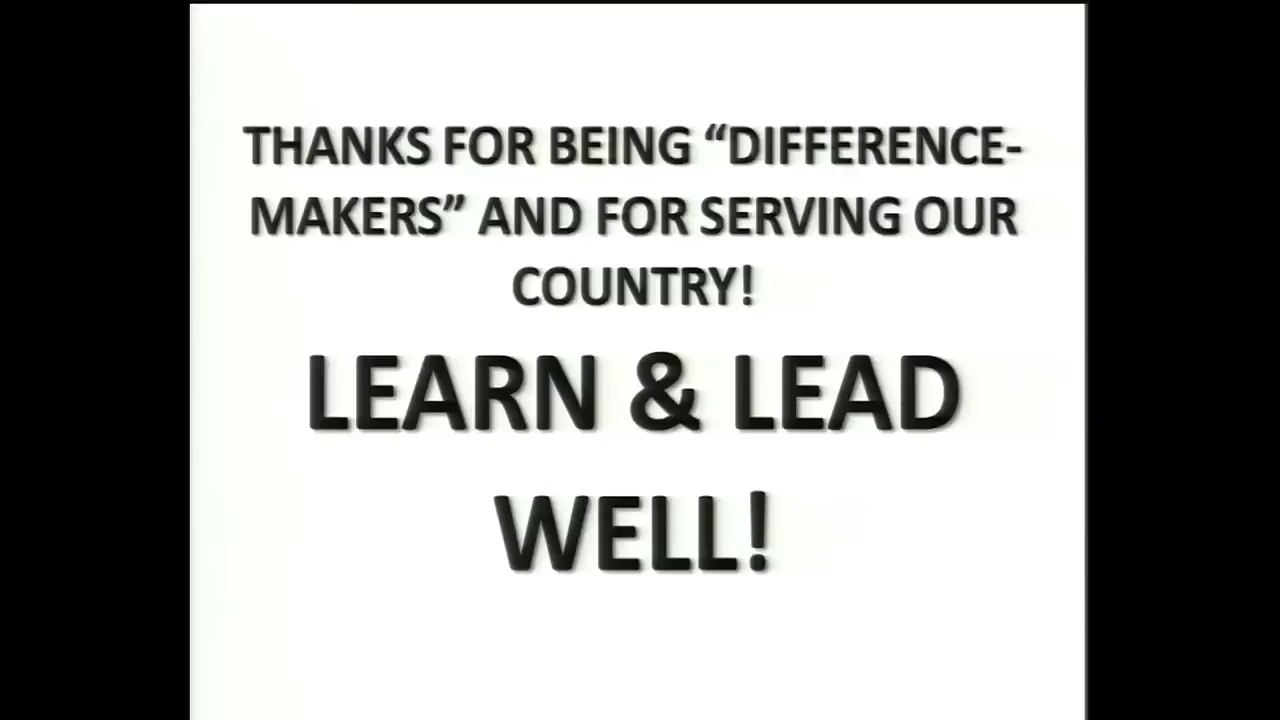 THANKS FOR BEING “DIFFERENCE-
MAKERS” AND FOR SERVING OUR
COUNTRY!
LEARN & LEAD
WELL!